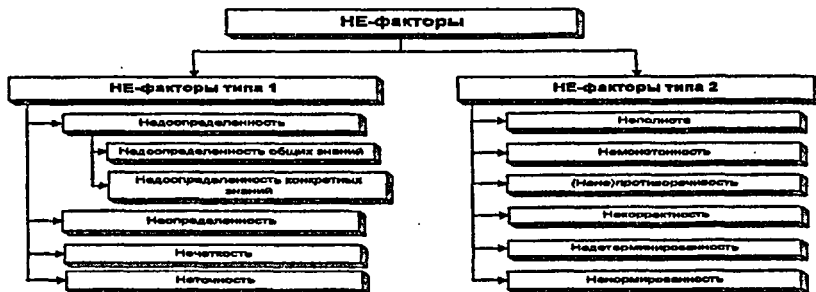 НЕ-факторы
НЕ-факторы типа 1
Недоопределенность
Недоопределенность общих знаний
Недоопределенность конкретных
знаний
Неопределенность
Нечеткость
Неточность
НЕ-факторы типа 2
Неполнота
Немонотонность
(Нене)противоречивость
Некорректность
Недетерминированность
Ненормированность